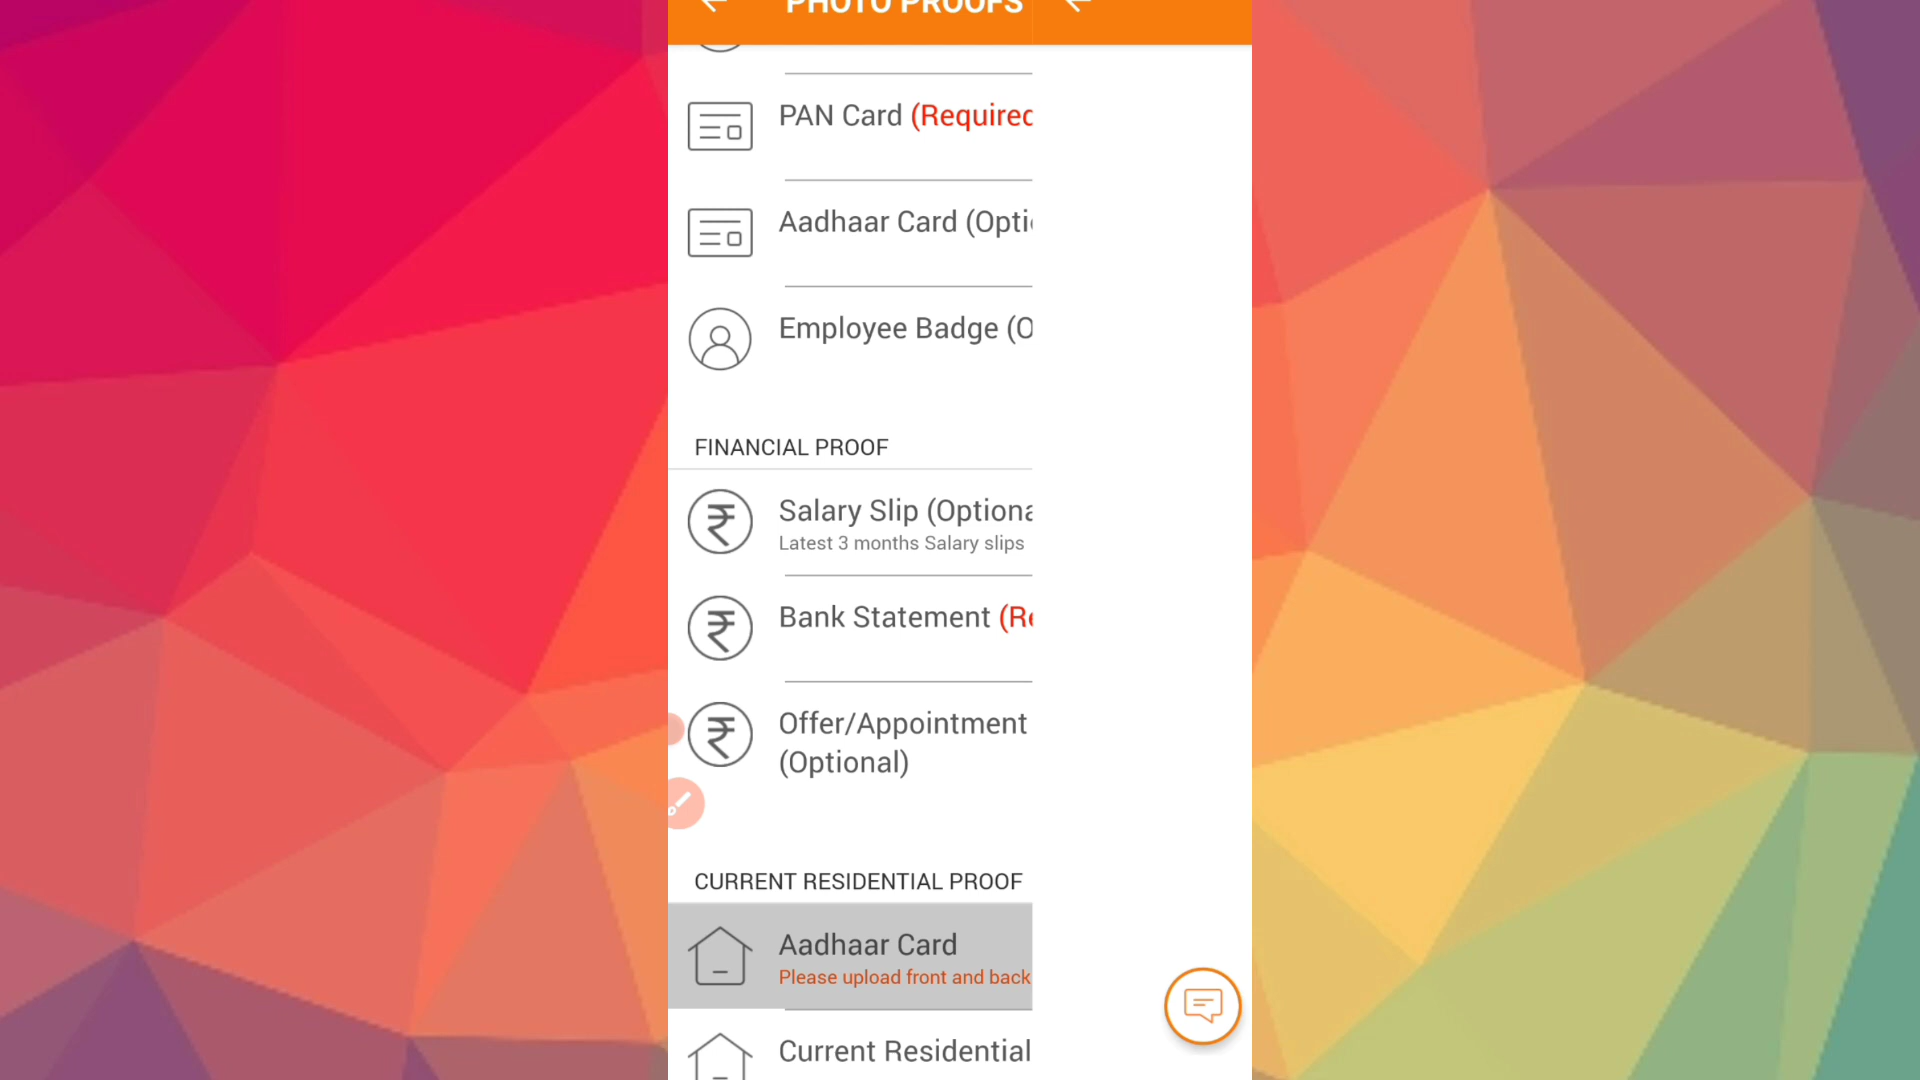 PHOTO PROOFS
PAN Card (Required
Aadhaar Card (Opti
Employee Badge (O
FINANCIAL PROOF
Salary Slip (Optiona
Latest 3 months Salary slips
Bank Statement (Re
Offer/Appointment
(Optional)
CURRENT RESIDENTIAL PROOF
Aadhaar Card
Please upload front and back
Current Residential